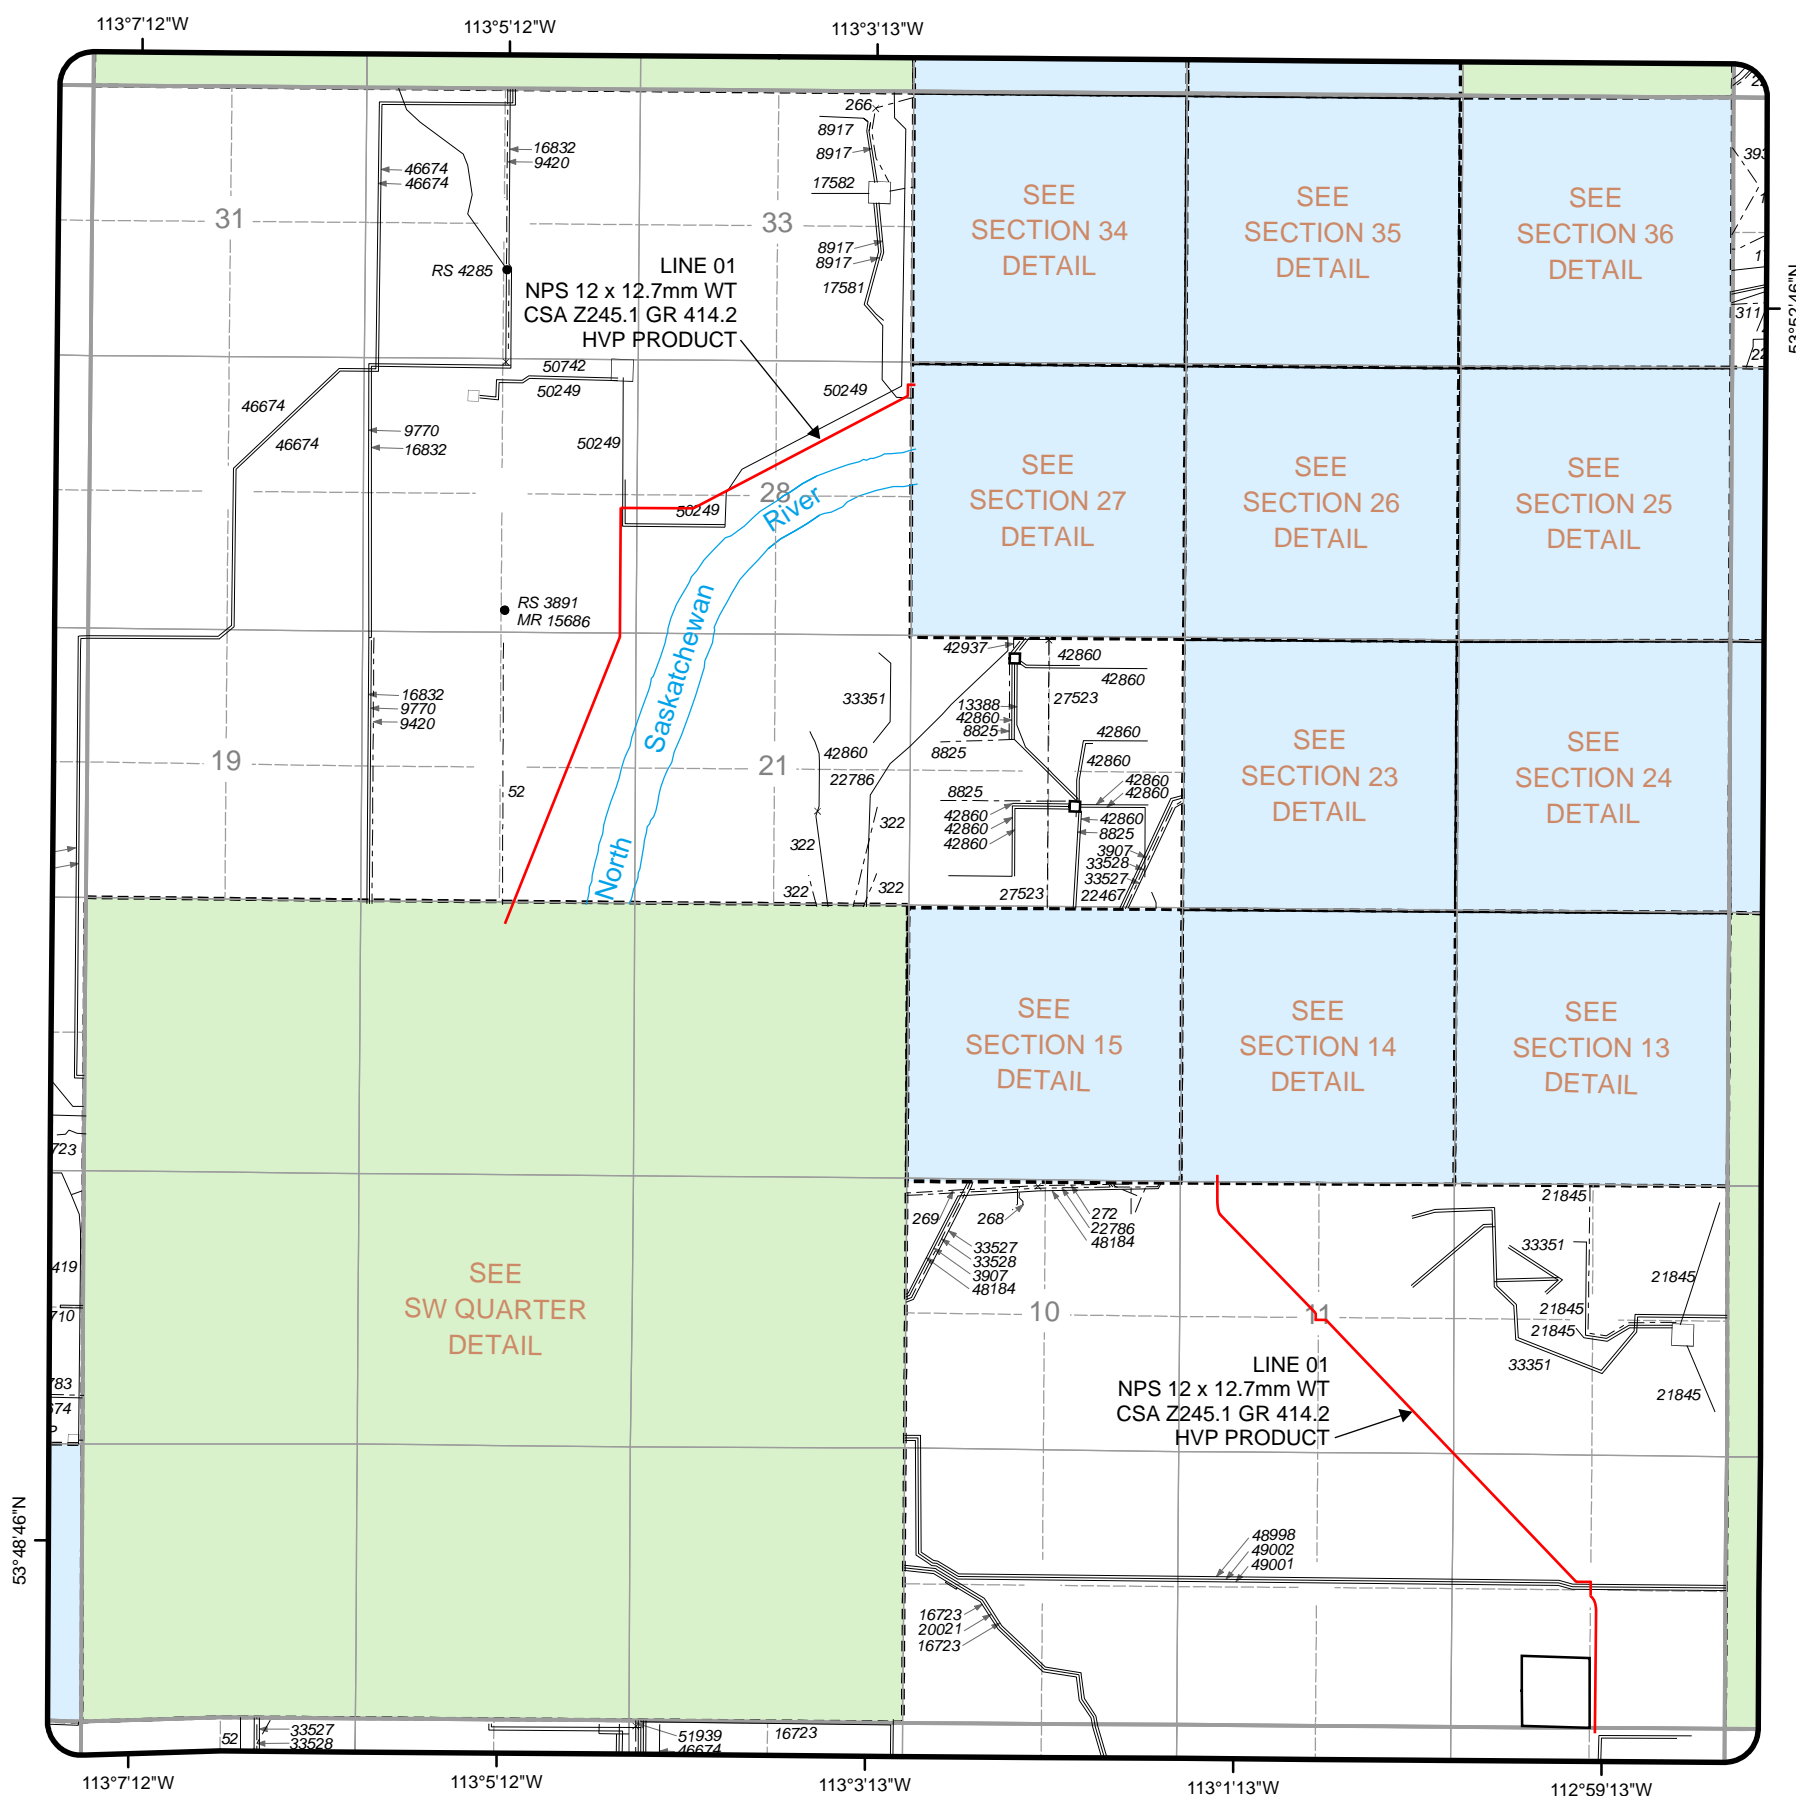 113°7'12"W
113°5'12"W
113°3'13"W
266
8917
8917
17582
8917
8917
17581
16832
9420
46674
46674
31
33
RS 4285
LINE 01
NPS 12 x 12.7mm WT
CSA Z245.1 GR 414.2
HVP PRODUCT
SEE
SECTION 34
DETAIL
SEE
SECTION 35
DETAIL
SEE
SECTION 36
DETAIL
311
53°52'46"N
50742
50249
50249
50249
46674
46674
9770
16832
28
50249
River
SEE
SECTION 27
DETAIL
SEE
SECTION 26
DETAIL
SEE
SECTION 25
DETAIL
RS 3891
MR 15686
Saskatchewan
North
16832
9770
9420
19
52
21
33351
42860
22786
322
322
322
322
42937
42860
42860
27523
13388
42860
8825
8825
42860
42860
42860
42860
8825
42860
42860
42860
42860
8825
3907
33528
33527
22467
27523
SEE
SECTION 23
DETAIL
SEE
SECTION 24
DETAIL
SEE
SECTION 15
DETAIL
SEE
SECTION 14
DETAIL
SEE
SECTION 13
DETAIL
723
419
710
783
674
SEE
SW QUARTER
DETAIL
269
268
272
22786
48184
33527
33528
3907
48184
10
11
21845
33351
21845
21845
21845
33351
21845
LINE 01
NPS 12 x 12.7mm WT
CSA Z245.1 GR 414.2
HVP PRODUCT
53°48'46"N
48998
49002
49001
16723
20021
16723
52
33527
33528
51939
46674
16723
113°7'12"W
113°5'12"W
113°3'13"W
113°1'13"W
112°59'13"W